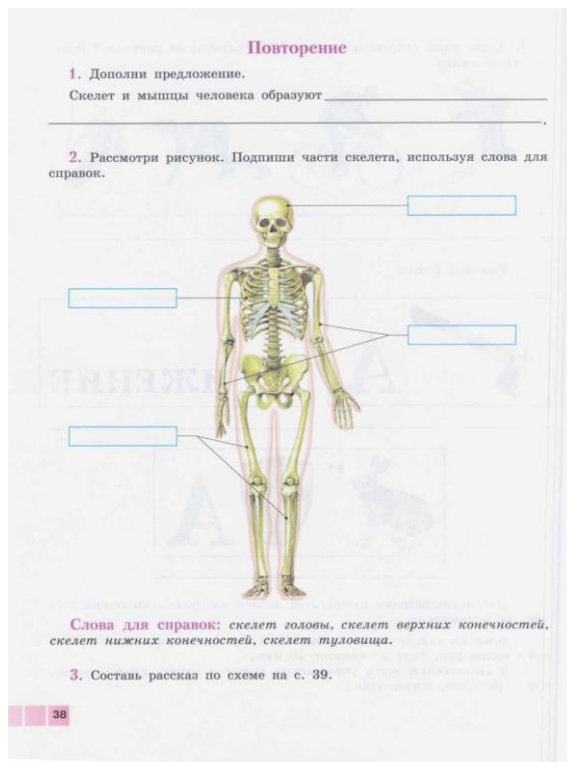 Повторение
1. Дополни предложение.
Скелет и мышцы человека образуют
2. Рассмотри рисунок. Подпиши части скелета, используя слова для
справок.
Слова для справок: скелет головы, скелет верхних конечностей,
скелет нижних конечностей, скелет туловища.
3. Составь рассказ по схеме на с. 39.
38